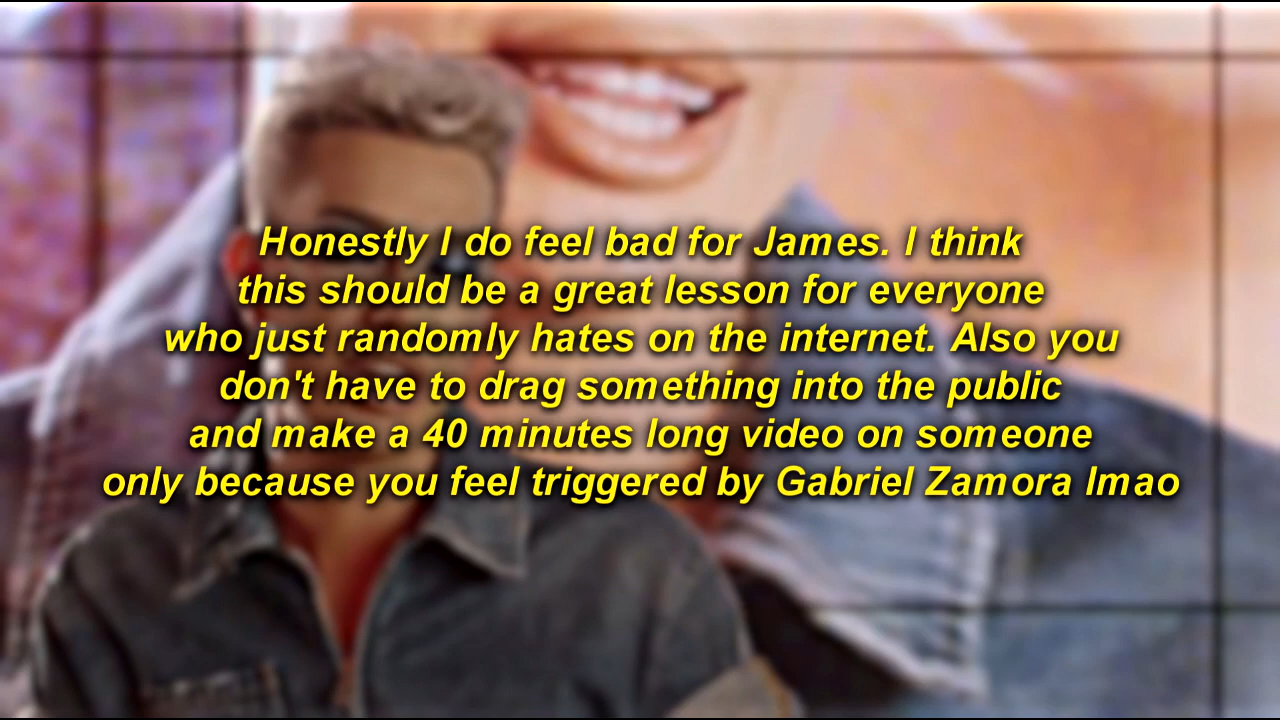 Honestly I do feel bad for James. I think
this should be a great lesson for everyone
who just randomly hates on the internet. Also you
don't have to drag something into the public
and make a 40 minutes long video on someone
only because you feel triggered by Gabriel Zamora lmao